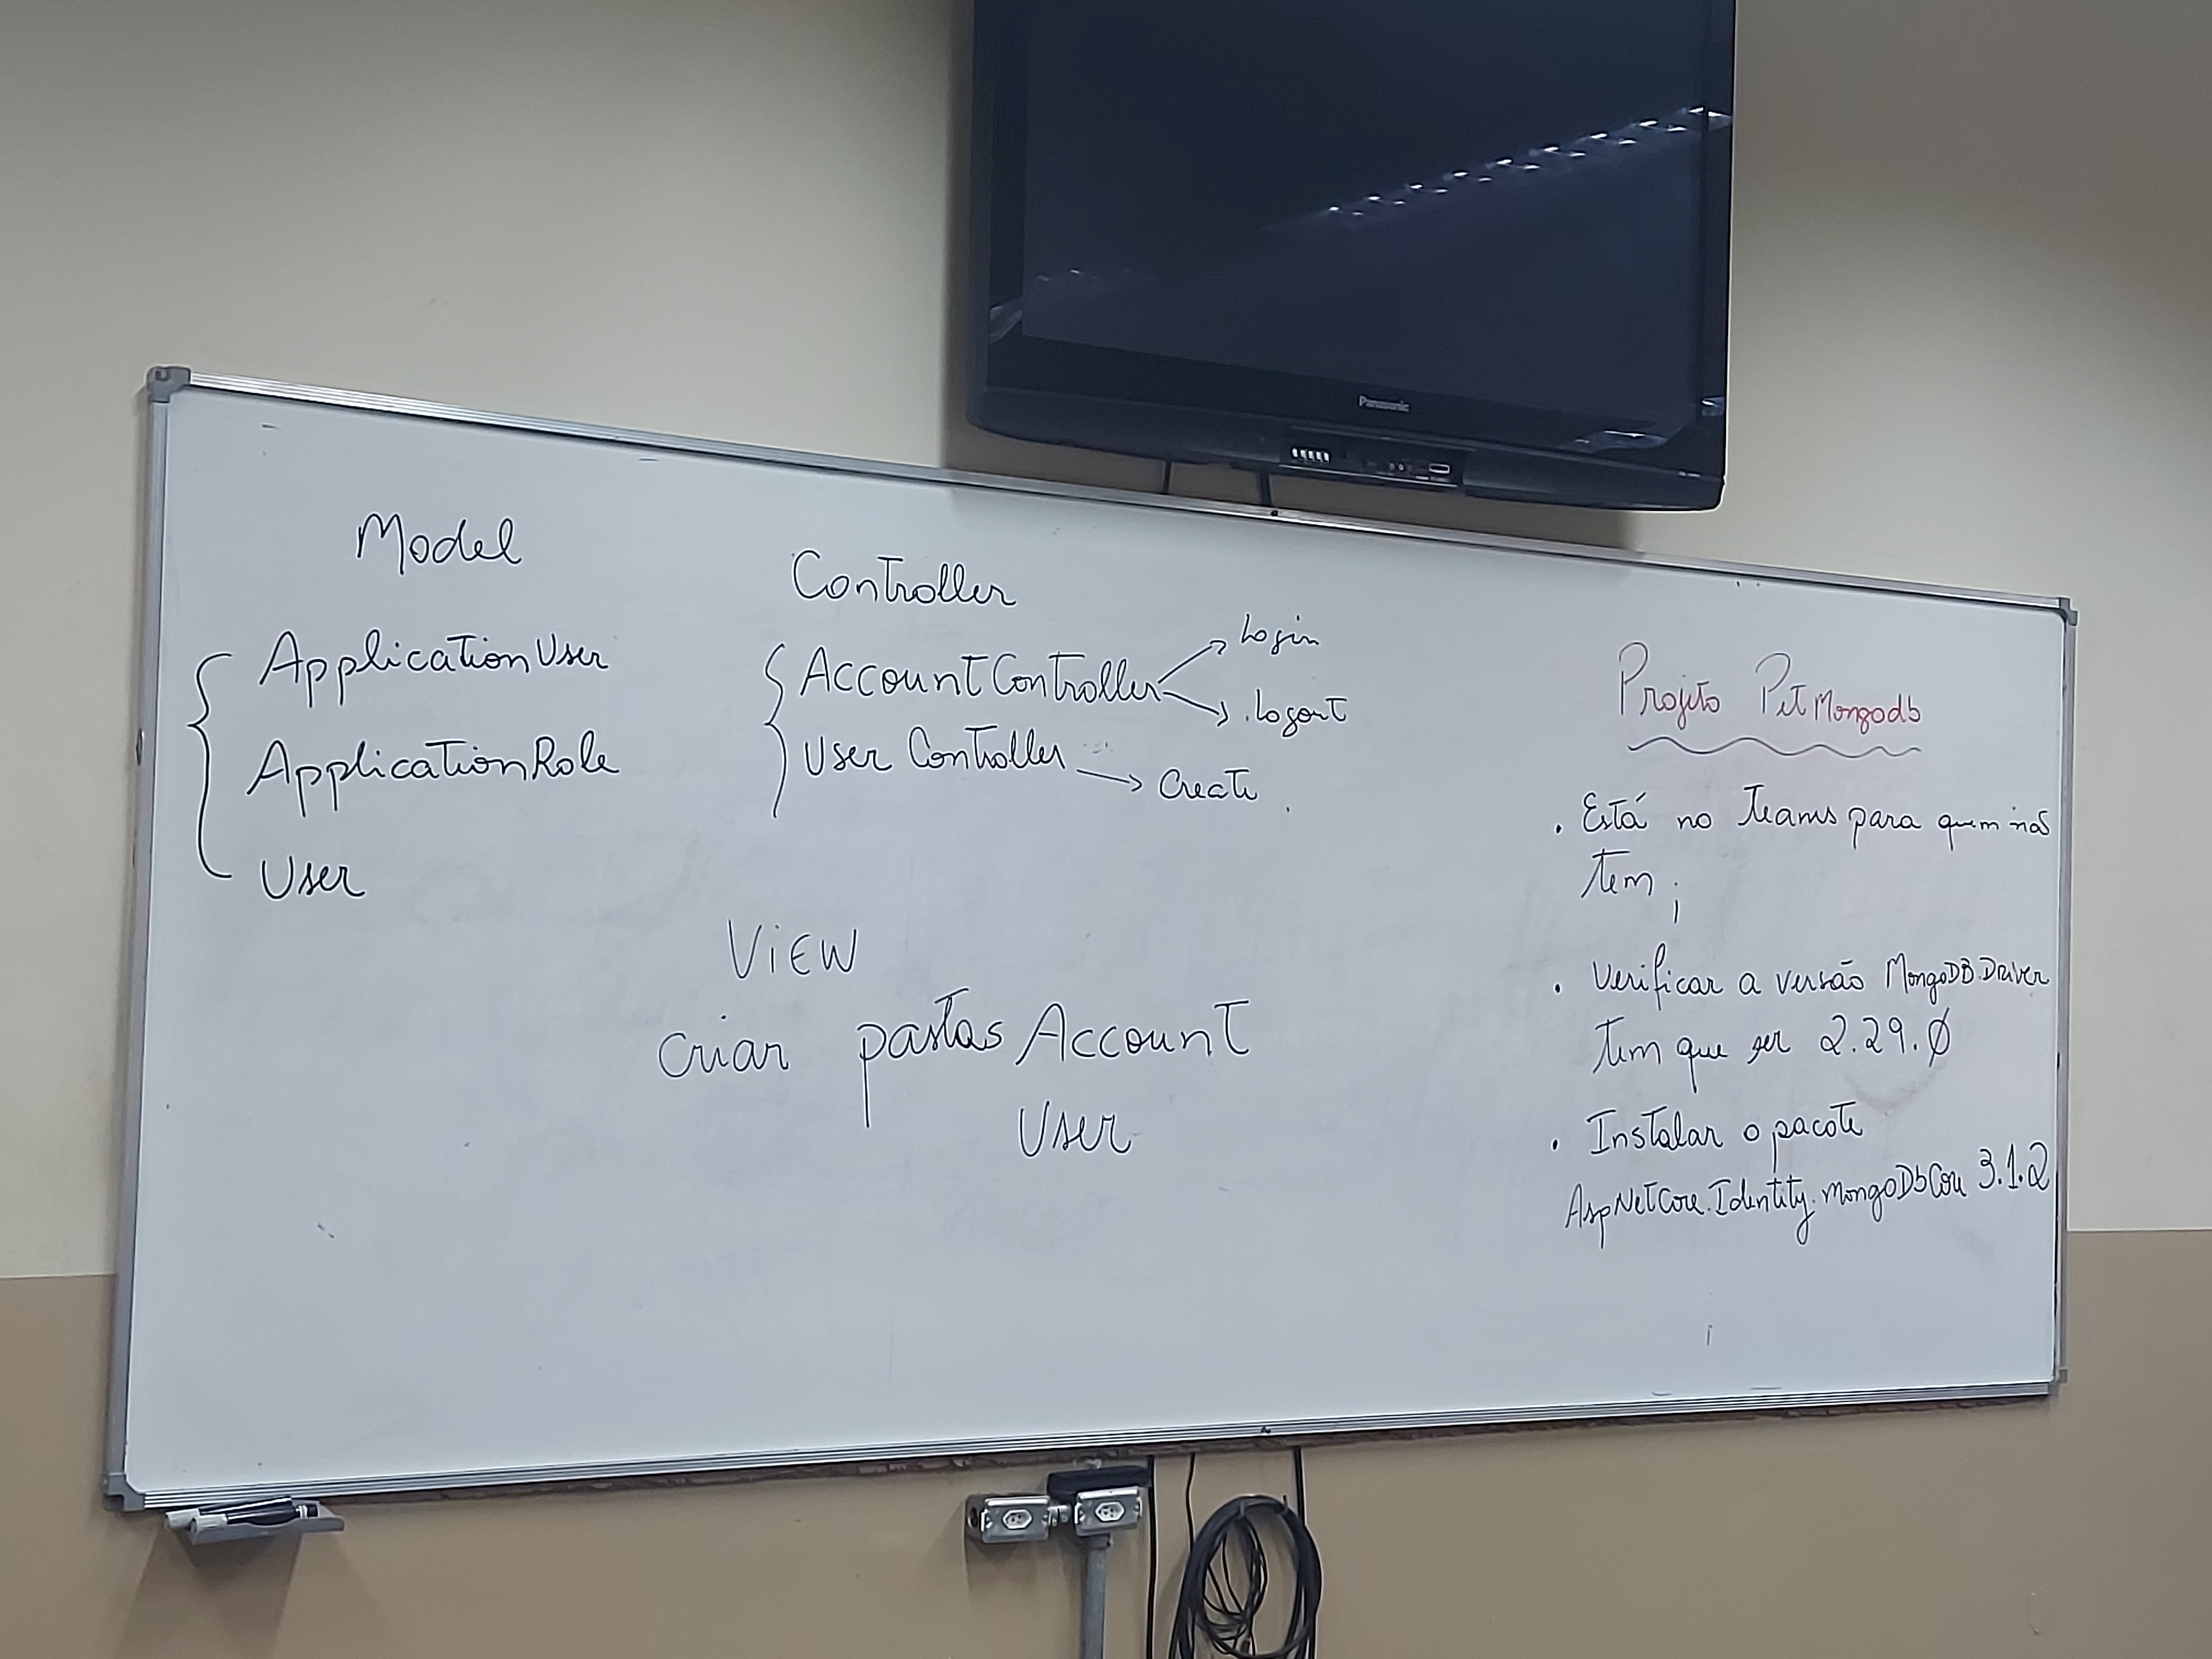 Panasonic
Model
ApplicationUser
ApplicationRole
User
Controller
AccountController
Login
.Logout
User Controller
Create
VIEW
criar pastas Account
User
Projeto PetMongodb
. Está no Teams para quem não
tem ;
. Verificar a versão MongoDB.Driver
tem que ser 2.29.0
. Instalar o pacote
AspNetCore.Identity.MongoDbCore 3.1.2